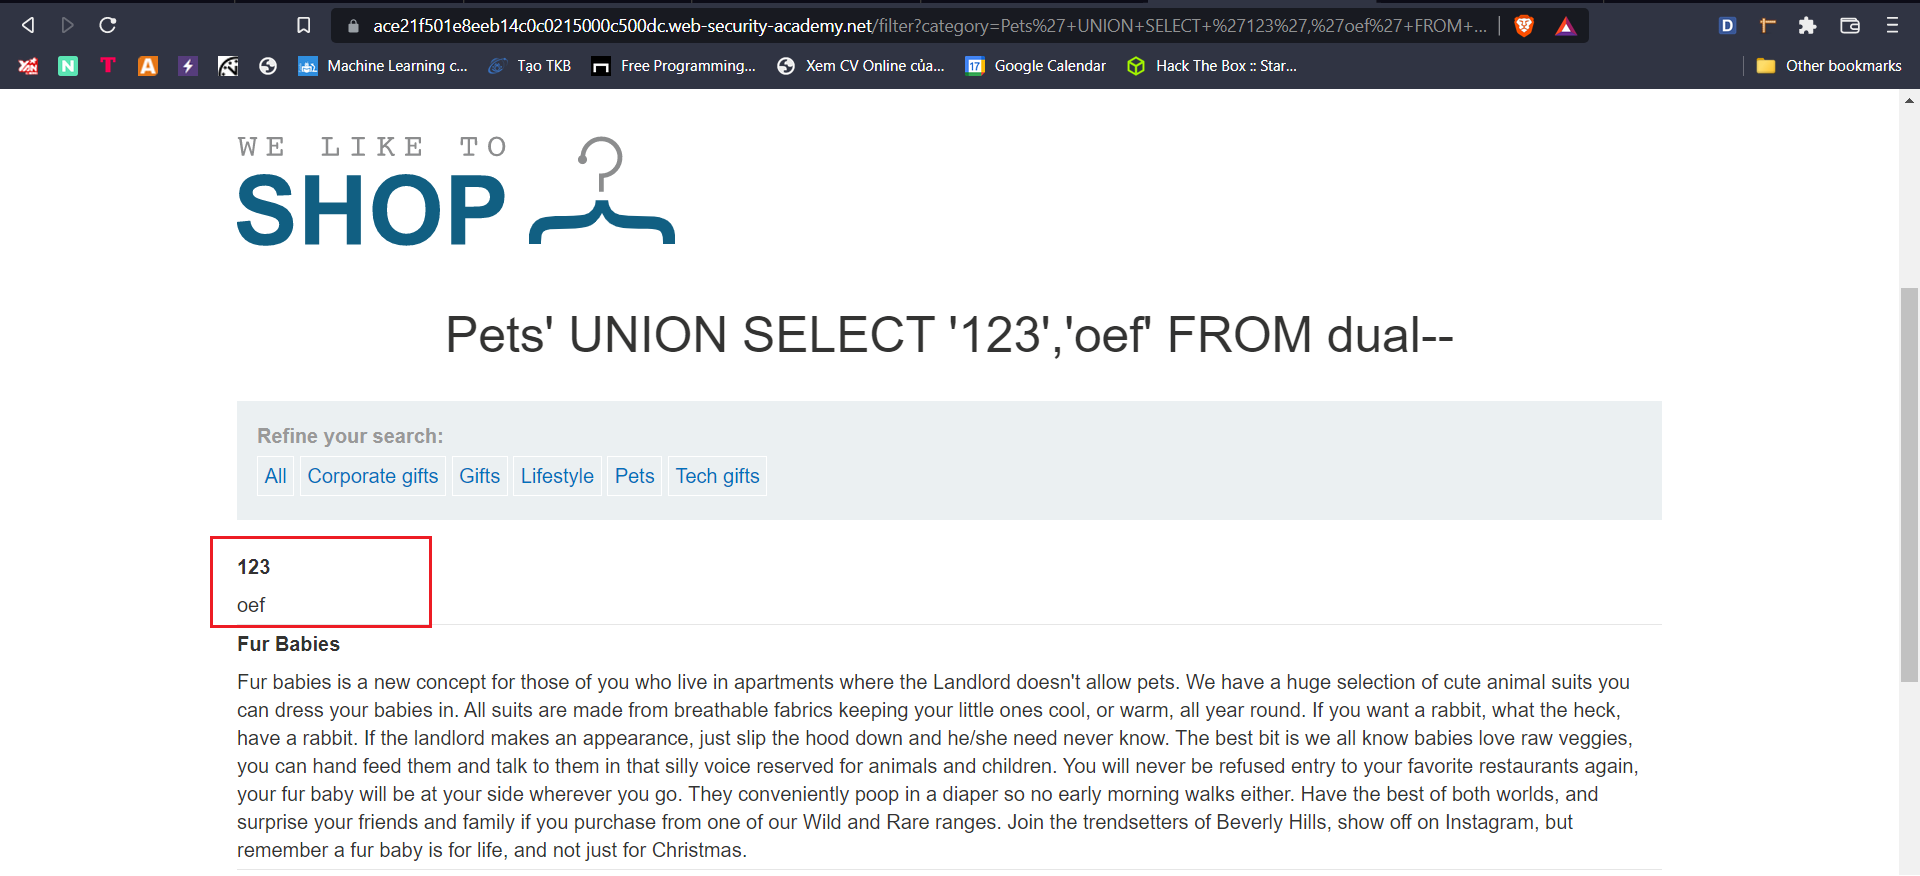 ace21f501e8eeb14c0c0215000c500dc.web-security-academy.net/filter?category=Pets%27+UNION+SELECT+%27123%27,%27oef%27+FROM+...
Machine Learning c... Tạo TKB Free Programming... Xem CV Online của... 17 Google Calendar Hack The Box :: Star... Other bookmarks
WE LIKE TO
SHOP
Pets' UNION SELECT '123','oef' FROM dual--
Refine your search:
All Corporate gifts Gifts Lifestyle Pets Tech gifts
123
oef
Fur Babies
Fur babies is a new concept for those of you who live in apartments where the Landlord doesn't allow pets. We have a huge selection of cute animal suits you
can dress your babies in. All suits are made from breathable fabrics keeping your little ones cool, or warm, all year round. If you want a rabbit, what the heck,
have a rabbit. If the landlord makes an appearance, just slip the hood down and he/she need never know. The best bit is we all know babies love raw veggies,
you can hand feed them and talk to them in that silly voice reserved for animals and children. You will never be refused entry to your favorite restaurants again,
your fur baby will be at your side wherever you go. They conveniently poop in a diaper so no early morning walks either. Have the best of both worlds, and
surprise your friends and family if you purchase from one of our Wild and Rare ranges. Join the trendsetters of Beverly Hills, show off on Instagram, but
remember a fur baby is for life, and not just for Christmas.